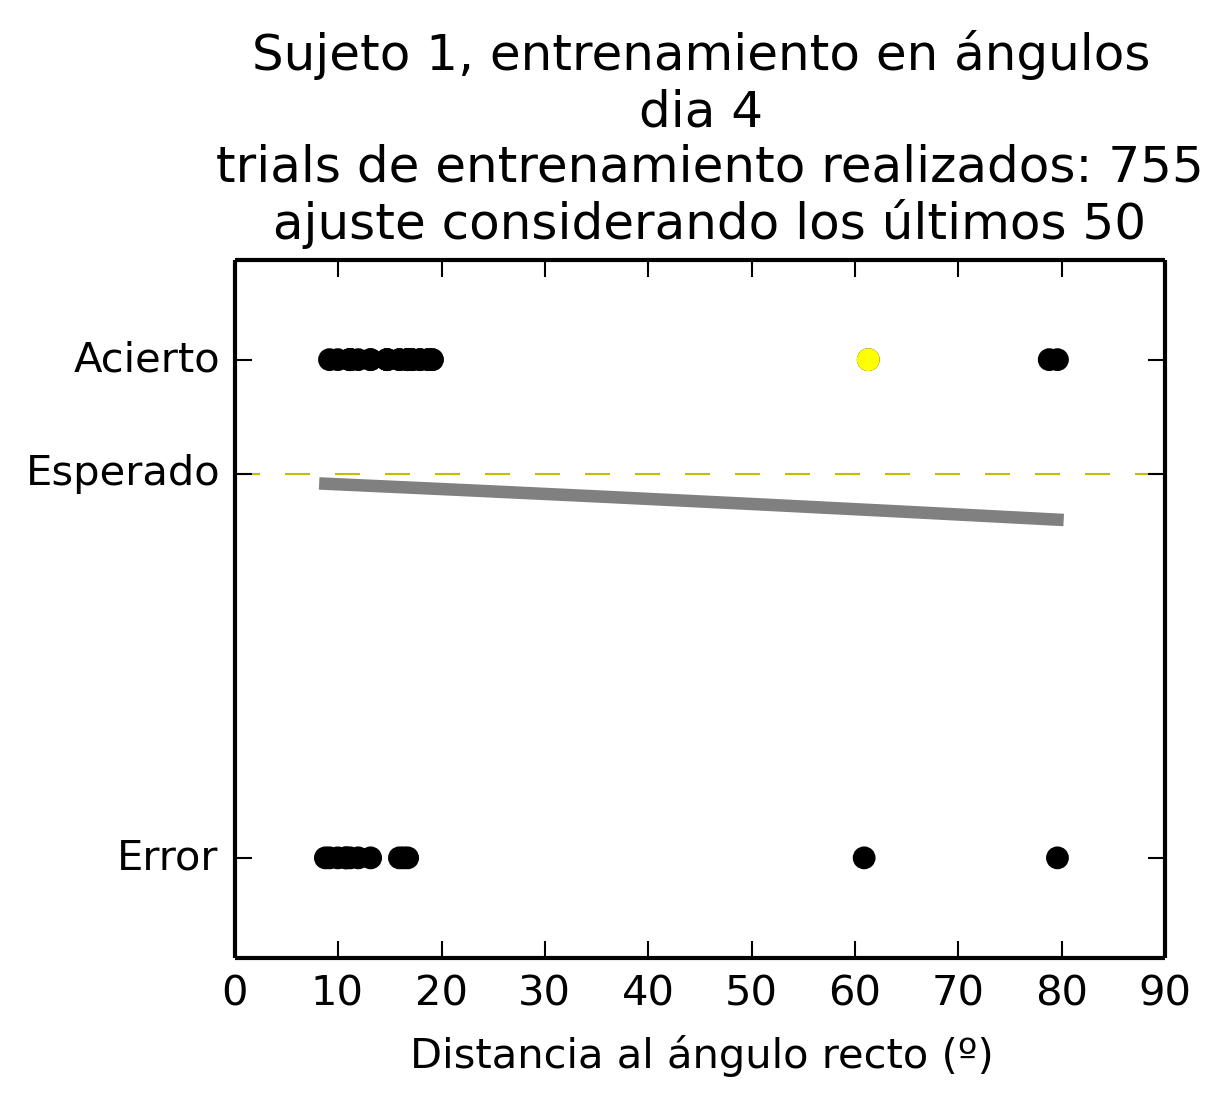 Sujeto 1, entrenamiento en ángulos
dia 4
trials de entrenamiento realizados: 755
ajuste considerando los últimos 50
Acierto
Esperado
Error
0 10 20 30 40 50 60 70 80 90
Distancia al ángulo recto (º)